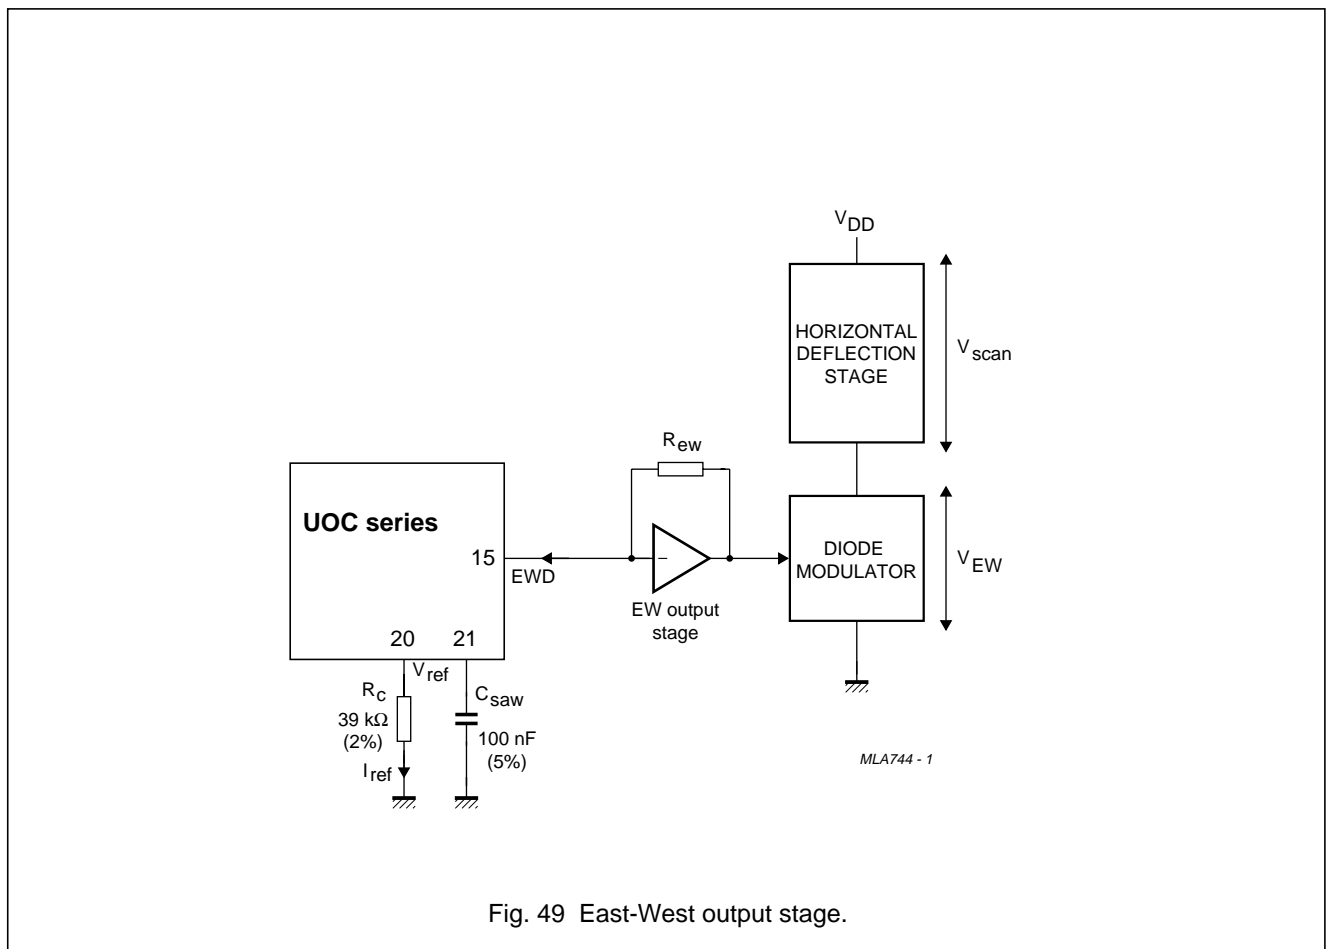 VDD
HORIZONTAL
DEFLECTION
STAGE
Vscan
Rew
UOC series
15
EWD
−
EW output
stage
DIODE
MODULATOR
VEW
20 21
Vref
Rc
39 kΩ
(2%)
Iref
Csaw
100 nF
(5%)
MLA744 - 1
Fig. 49 East-West output stage.